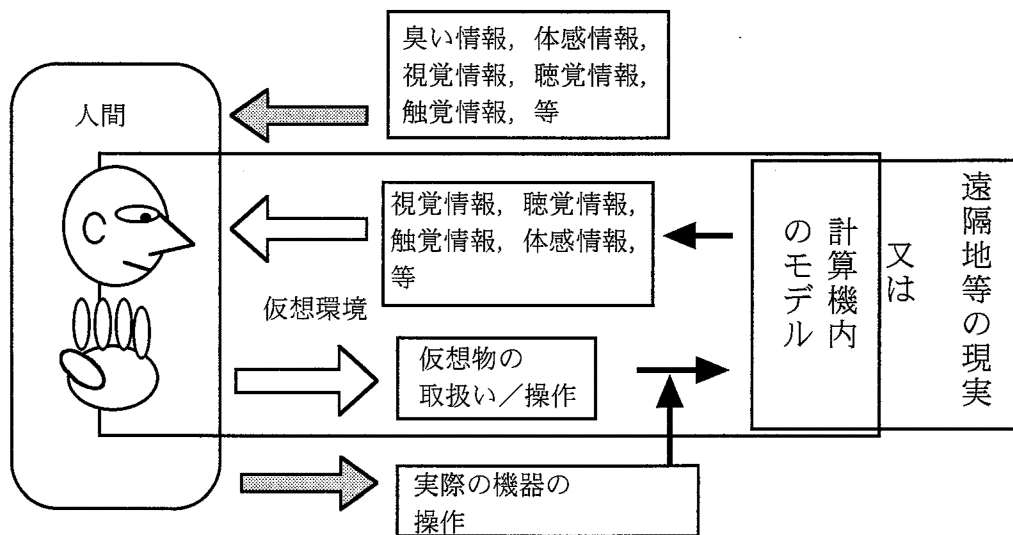 臭い情報，体感情報，
視覚情報，聴覚情報，
触覚情報，等
人間
視覚情報，聴覚情報，
触覚情報，体感情報，
等
仮想環境
仮想物の
取扱い／操作
実際の機器の
操作
遠隔地等の現実
又は
計算機内
のモデル